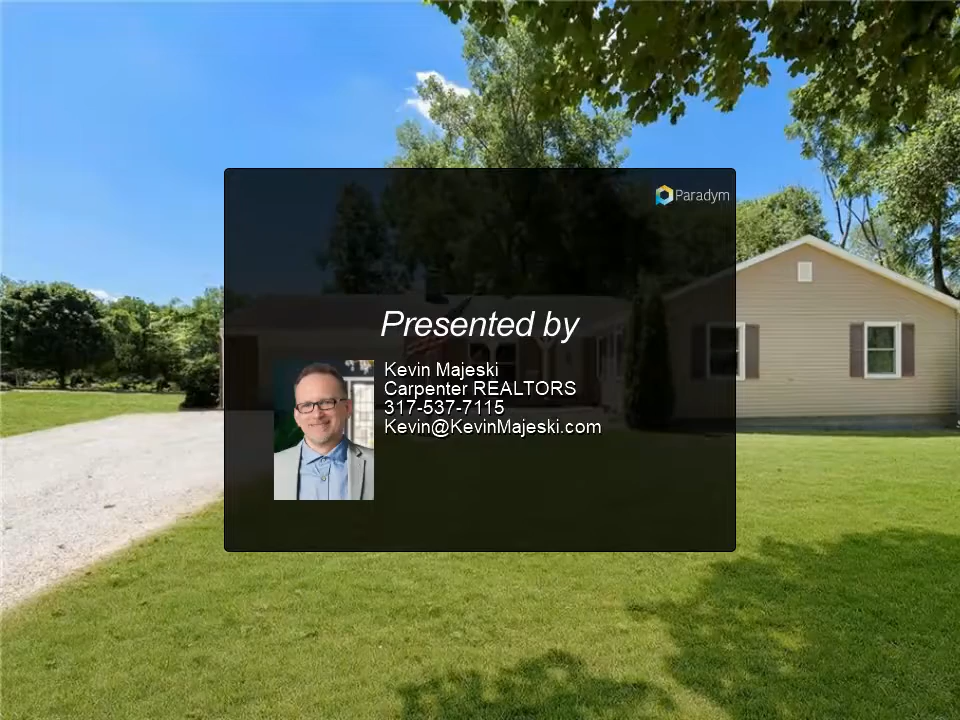 Paradym
Presented by
Kevin Majeski
Carpenter REALTORS
317-537-7115
Kevin@KevinMajeski.com